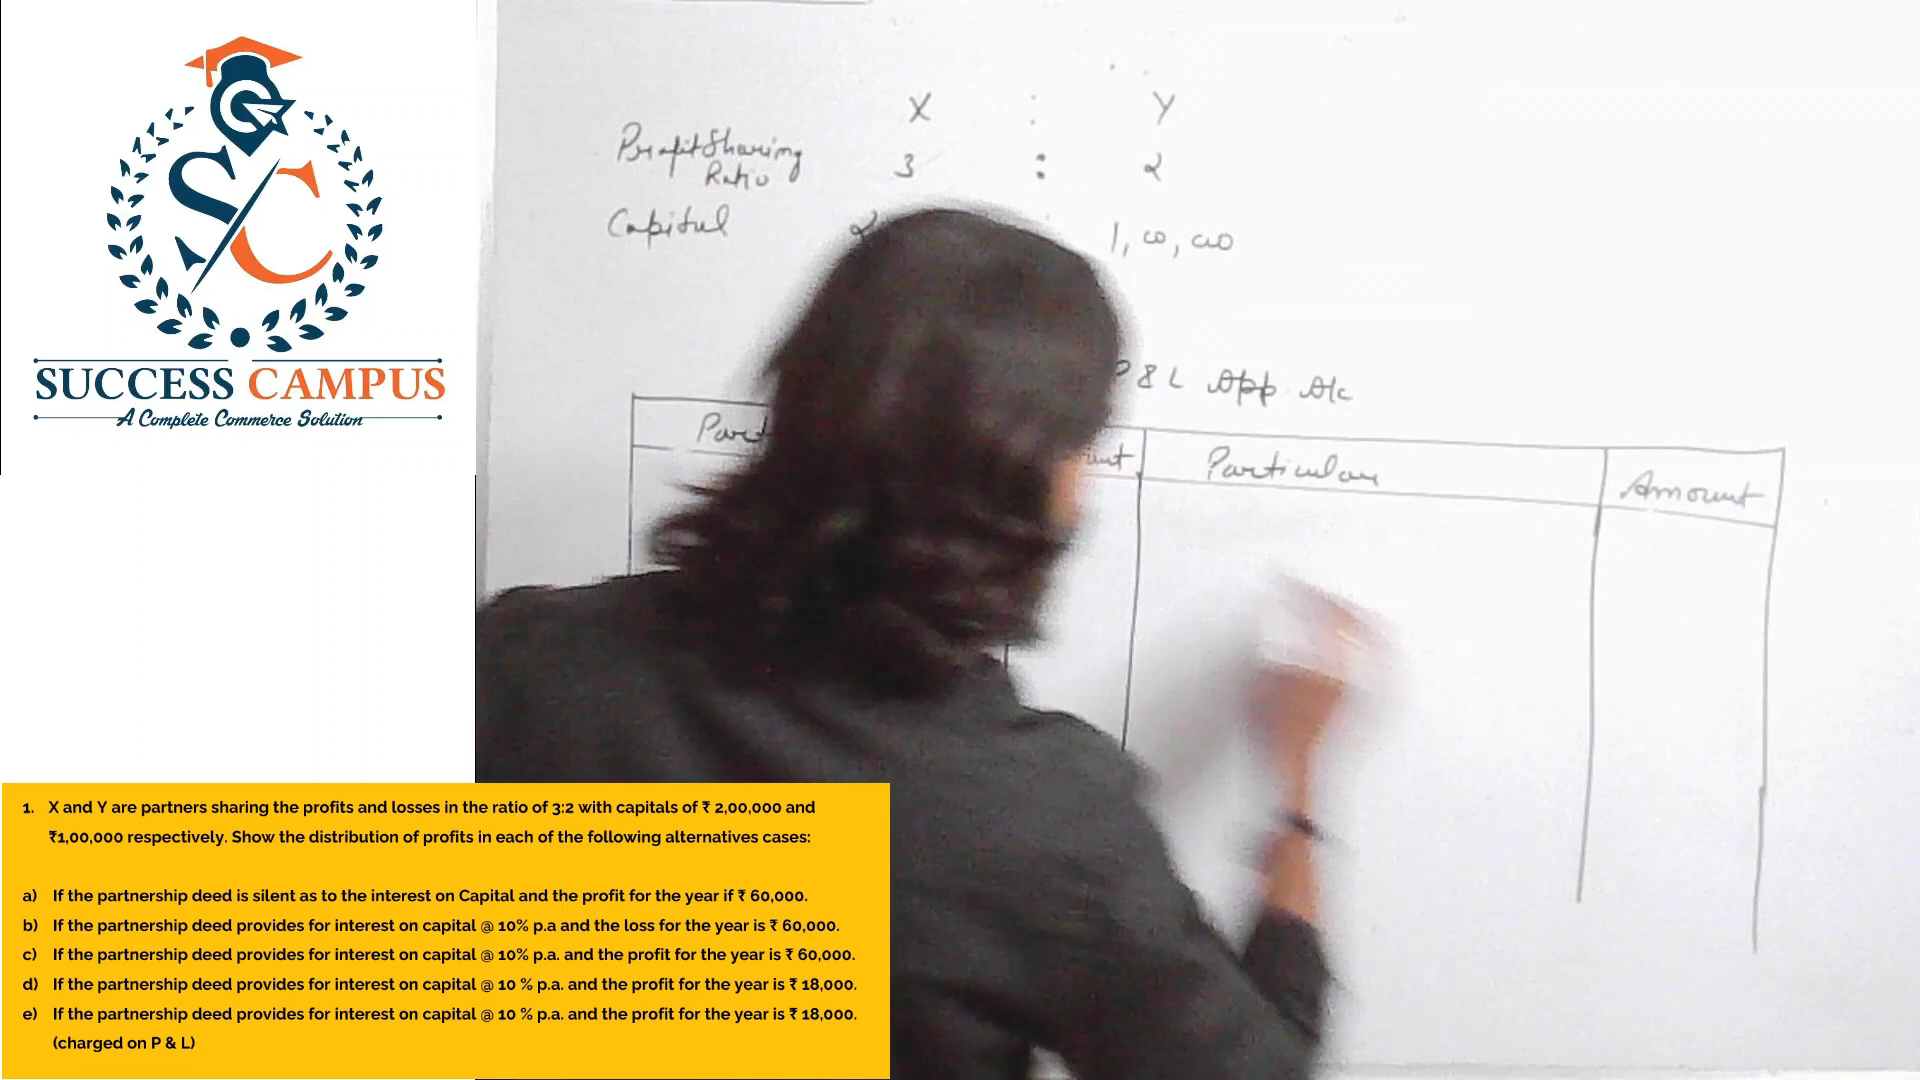 SC
SUCCESS CAMPUS
A Complete Commerce Solution
X : Y
Profit Sharing
Ratio 3 : 2
Capital 2 1,00,000
P & L App A/c
Part
unt Particulars Amount
1. X and Y are partners sharing the profits and losses in the ratio of 3:2 with capitals of ₹ 2,00,000 and
₹1,00,000 respectively. Show the distribution of profits in each of the following alternatives cases:
a) If the partnership deed is silent as to the interest on Capital and the profit for the year if ₹ 60,000.
b) If the partnership deed provides for interest on capital @ 10% p.a and the loss for the year is ₹ 60,000.
c) If the partnership deed provides for interest on capital @ 10% p.a. and the profit for the year is ₹ 60,000.
d) If the partnership deed provides for interest on capital @ 10 % p.a. and the profit for the year is ₹ 18,000.
e) If the partnership deed provides for interest on capital @ 10 % p.a. and the profit for the year is ₹ 18,000.
(charged on P & L)